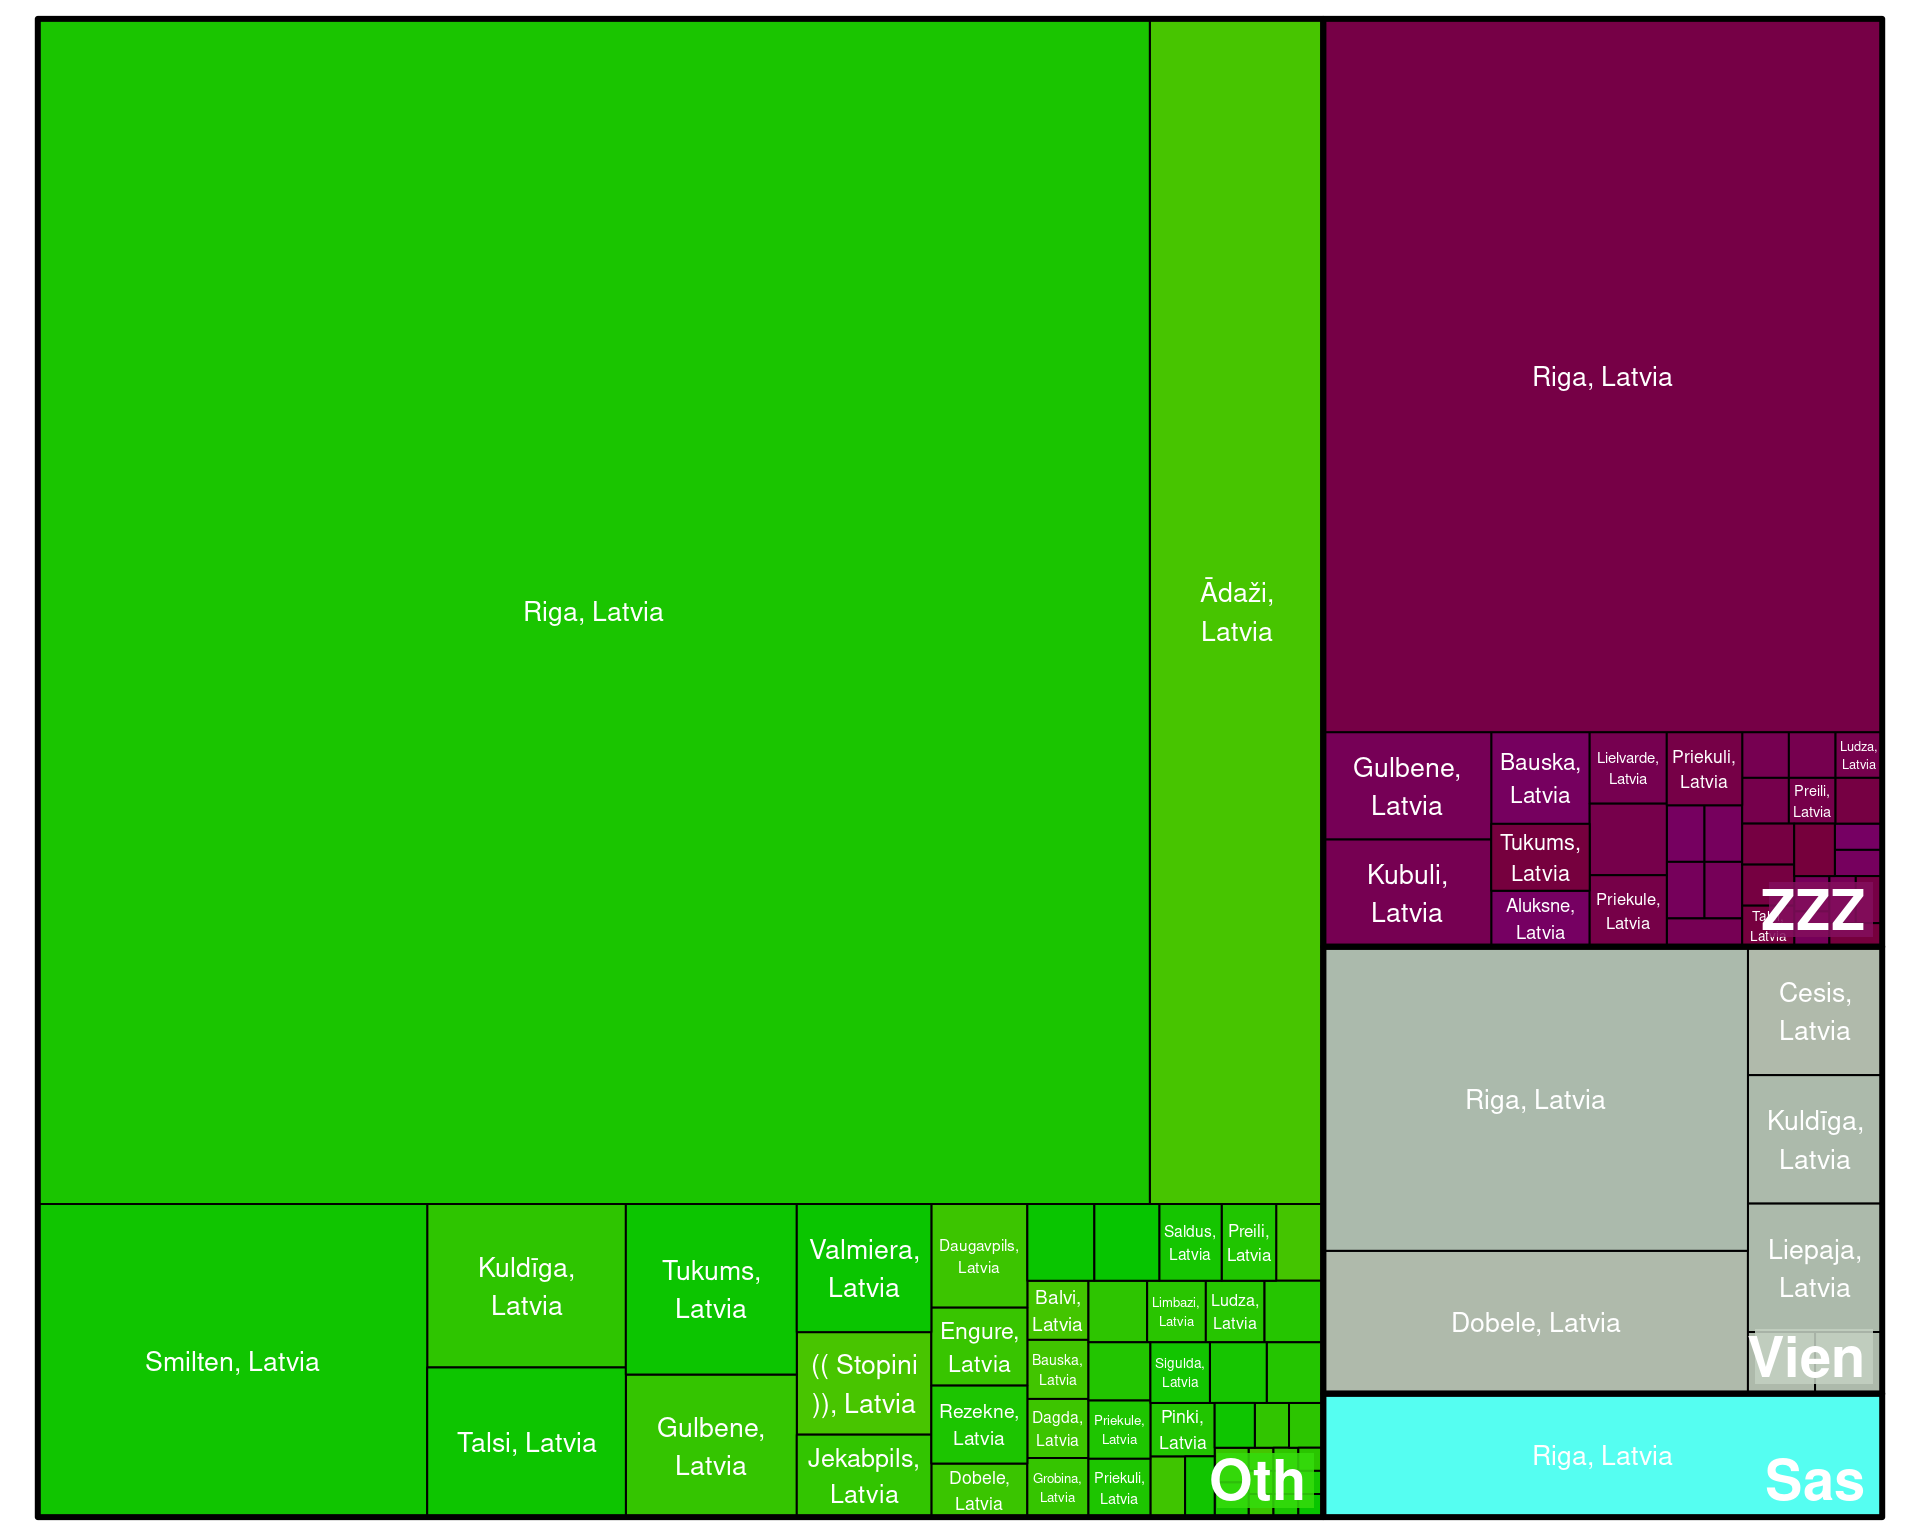 Riga, Latvia
Ādaži,
Latvia
Smilten, Latvia
Kuldīga,
Latvia
Talsi, Latvia
Tukums,
Latvia
Gulbene,
Latvia
Valmiera,
Latvia
(( Stopini
)), Latvia
Jekabpils,
Latvia
Daugavpils,
Latvia
Engure,
Latvia
Rezekne,
Latvia
Dobele,
Latvia
Balvi,
Latvia
Bauska,
Latvia
Dagda,
Latvia
Grobina,
Latvia
Priekule,
Latvia
Priekuli,
Latvia
Saldus,
Latvia
Preili,
Latvia
Limbazi,
Latvia
Ludza,
Latvia
Sigulda,
Latvia
Pinki,
Latvia
Oth
Riga, Latvia
Gulbene,
Latvia
Kubuli,
Latvia
Bauska,
Latvia
Tukums,
Latvia
Aluksne,
Latvia
Lielvarde,
Latvia
Priekule,
Latvia
Priekuli,
Latvia
Ludza,
Latvia
Preili,
Latvia
Latvia
ZZZ
Riga, Latvia
Dobele, Latvia
Cesis,
Latvia
Kuldīga,
Latvia
Liepaja,
Latvia
Vien
Riga, Latvia
Sas